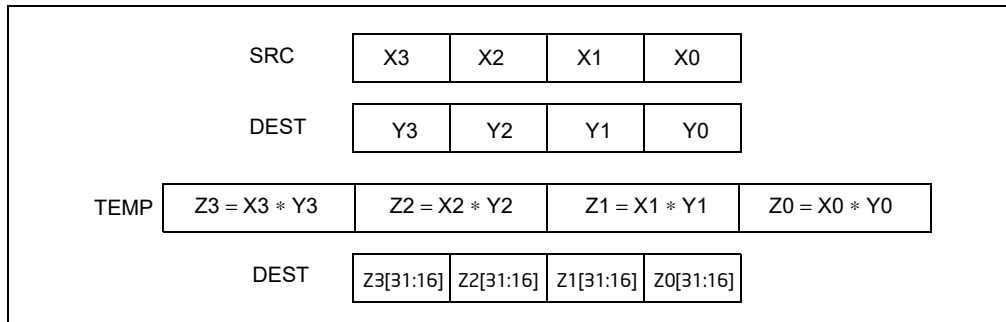 SRC X3 X2 X1 X0
DEST Y3 Y2 Y1 Y0
TEMP Z3 = X3 ∗ Y3 Z2 = X2 ∗ Y2 Z1 = X1 ∗ Y1 Z0 = X0 ∗ Y0
DEST Z3[31:16] Z2[31:16] Z1[31:16] Z0[31:16]